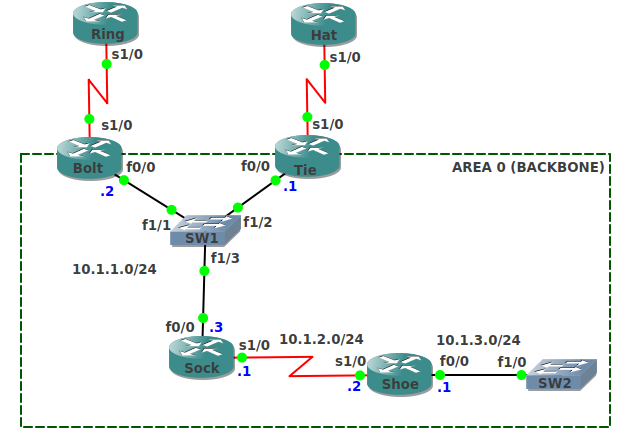 Ring
Hat
s1/0
s1/0
s1/0
s1/0
Bolt
f0/0
f0/0
Tie
AREA 0 (BACKBONE)
.2
.1
f1/1
f1/2
SW1
f1/3
10.1.1.0/24
f0/0
.3
s1/0
10.1.2.0/24
10.1.3.0/24
Sock
.1
s1/0
f0/0
f1/0
.2
Shoe
.1
SW2